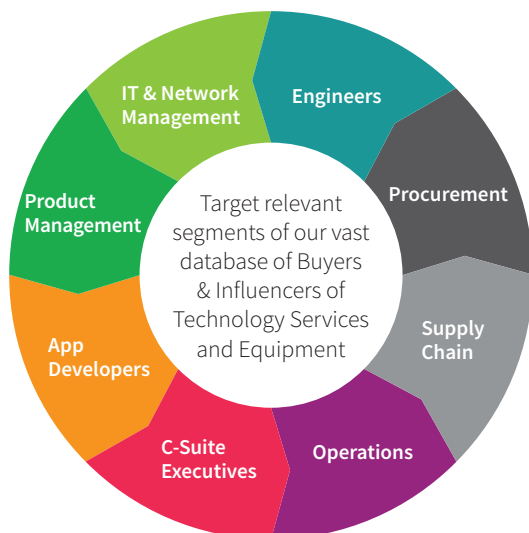 IT & Network
Management
Engineers
Procurement
Supply
Chain
Operations
C-Suite
Executives
App
Developers
Product
Management
Target relevant
segments of our vast
database of Buyers
& Influencers of
Technology Services
and Equipment